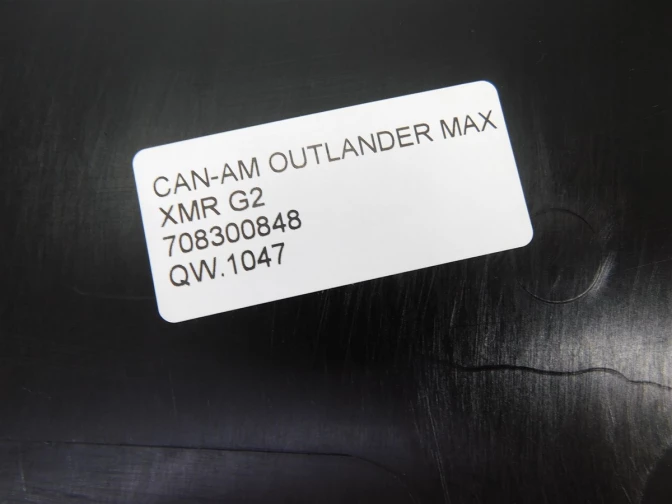 CAN-AM OUTLANDER MAX
XMR G2
708300848
QW.1047